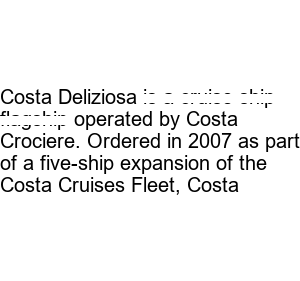 Costa Deliziosa is a cruise ship
flagship operated by Costa
Crociere. Ordered in 2007 as part
of a five-ship expansion of the
Costa Cruises Fleet, Costa